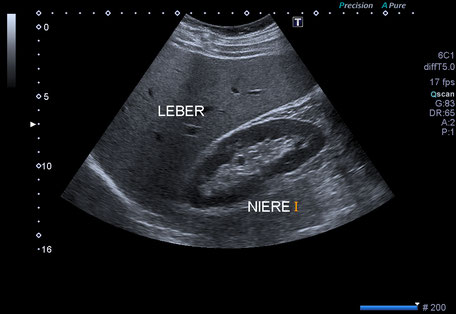 Precision APure
T
0
5
10
16
6C1
diffT5.0
17 fps
Qscan
G:83
DR:65
A:2
P:1
LEBER
NIERE I
# 200